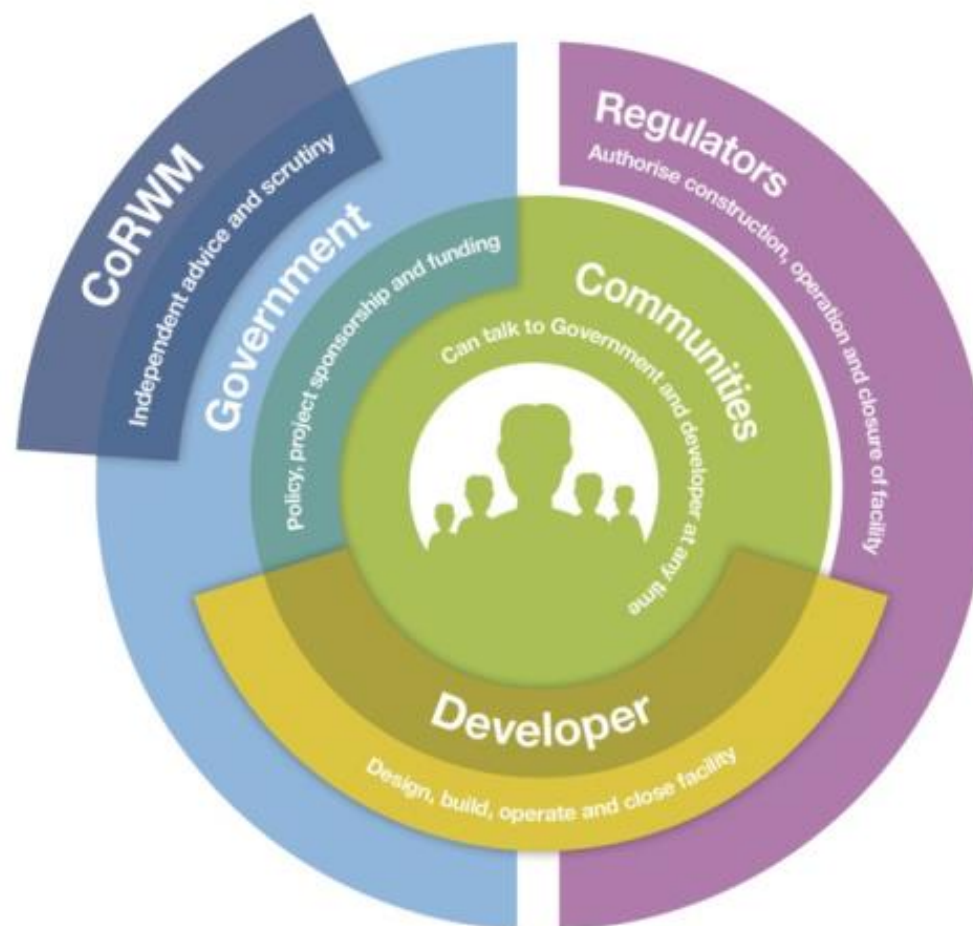 CoRWM
Independent advice and scrutiny
Government
Policy, project sponsorship and funding
Regulators
Authorise construction, operation and closure of facility
Communities
Can talk to Government and developer at any time
Developer
Design, build, operate and close facility